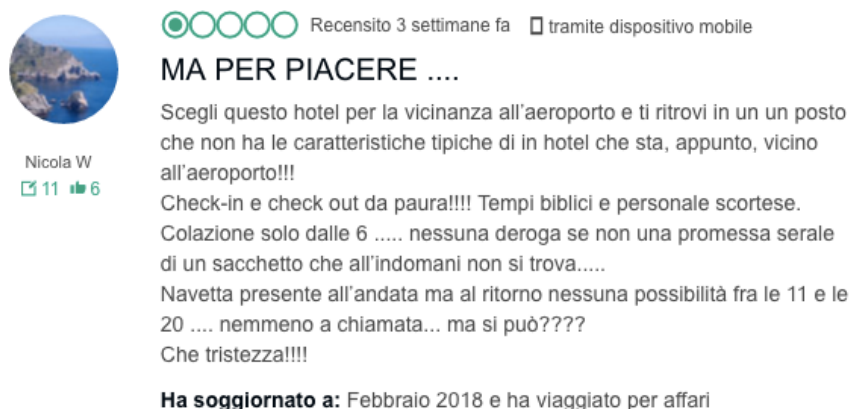 Recensito 3 settimane fa tramite dispositivo mobile
MA PER PIACERE ....
Scegli questo hotel per la vicinanza all'aeroporto e ti ritrovi in un un posto
che non ha le caratteristiche tipiche di in hotel che sta, appunto, vicino
all'aeroporto!!!
Check-in e check out da paura!!!! Tempi biblici e personale scortese.
Colazione solo dalle 6 ..... nessuna deroga se non una promessa serale
di un sacchetto che all'indomani non si trova.....
Navetta presente all'andata ma al ritorno nessuna possibilità fra le 11 e le
20 .... nemmeno a chiamata... ma si può????
Che tristezza!!!!
Ha soggiornato a: Febbraio 2018 e ha viaggiato per affari
Nicola W
11 6